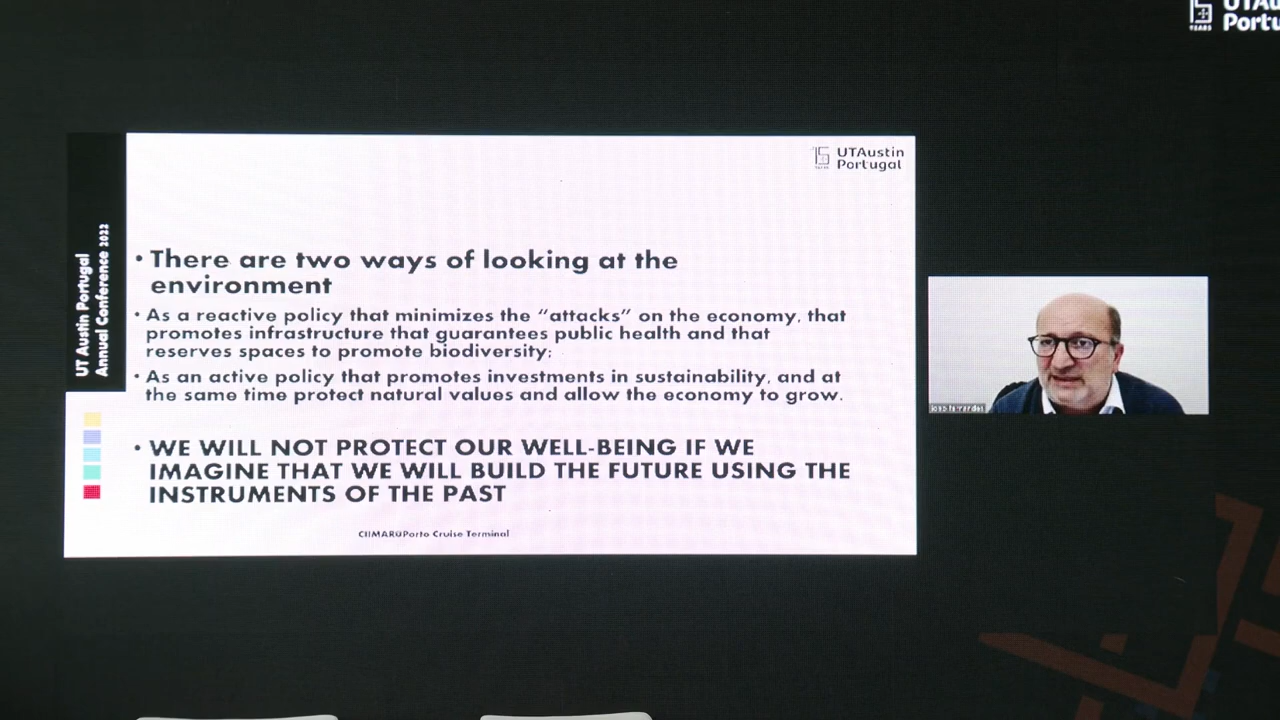 UTAustin
Portugal
15
YEARS
UT Austin Portugal
Annual Conference 2022
• There are two ways of looking at the
environment
• As a reactive policy that minimizes the “attacks” on the economy, that
promotes infrastructure that guarantees public health and that
reserves spaces to promote biodiversity;
• As an active policy that promotes investments in sustainability, and at
the same time protect natural values and allow the economy to grow.
• WE WILL NOT PROTECT OUR WELL-BEING IF WE
IMAGINE THAT WE WILL BUILD THE FUTURE USING THE
INSTRUMENTS OF THE PAST
CIIMAR@Porto Cruise Terminal